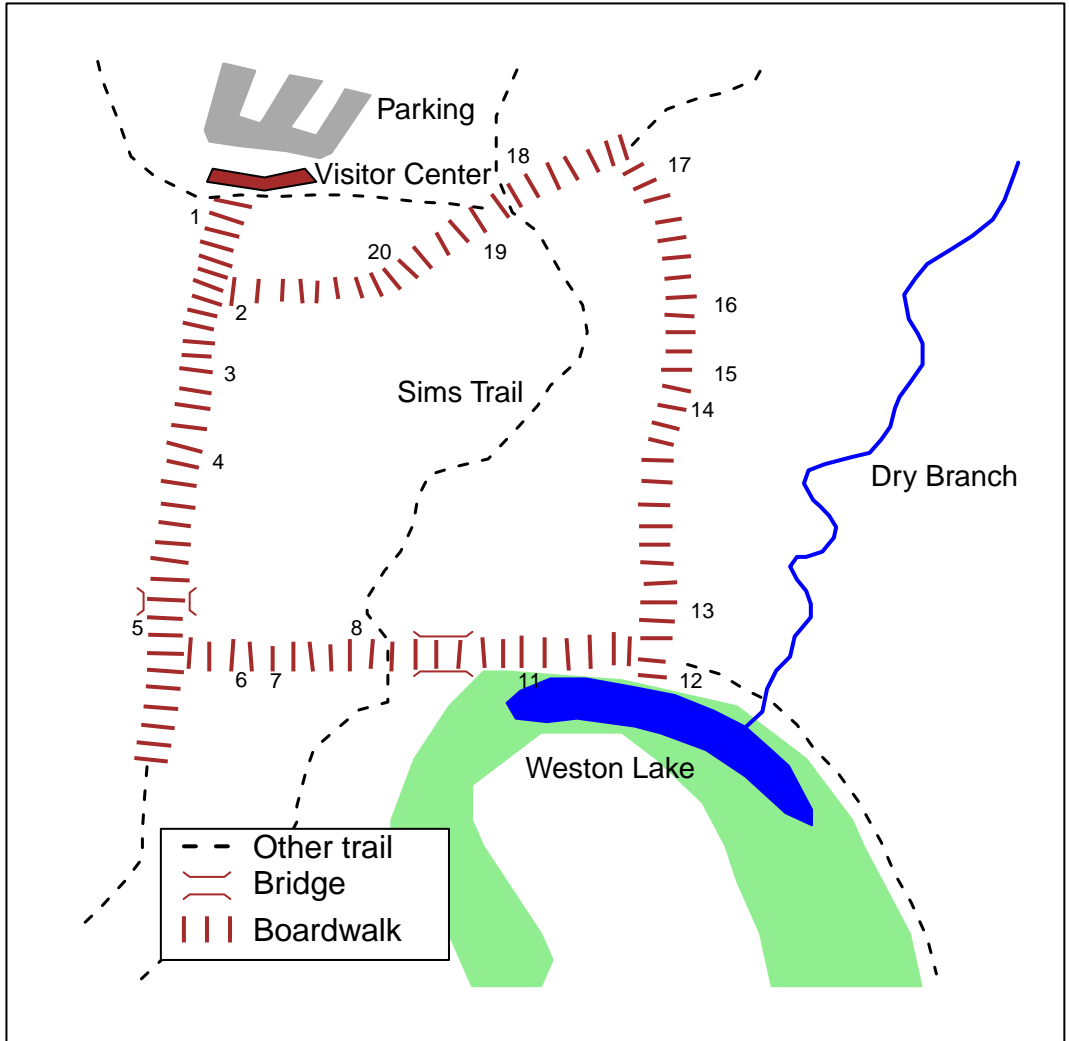 Parking
18
Visitor Center
17
1
20
19
2
16
3
15
Sims Trail
14
4
Dry Branch
13
5
8
6
7
11
12
Weston Lake
Other trail
Bridge
Boardwalk